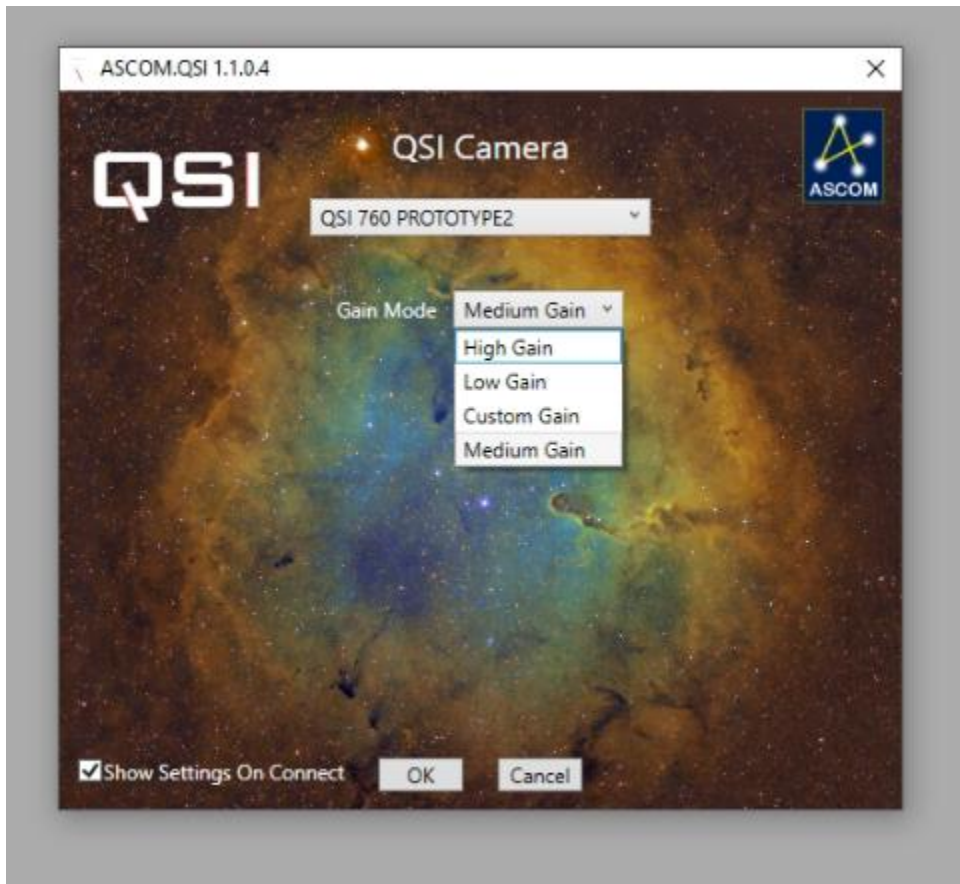 ASCOM.QSI 1.1.0.4
QSI
QSI Camera
ASCOM
QSI 760 PROTOTYPE2
Gain Mode Medium Gain
High Gain
Low Gain
Custom Gain
Medium Gain
Show Settings On Connect OK Cancel